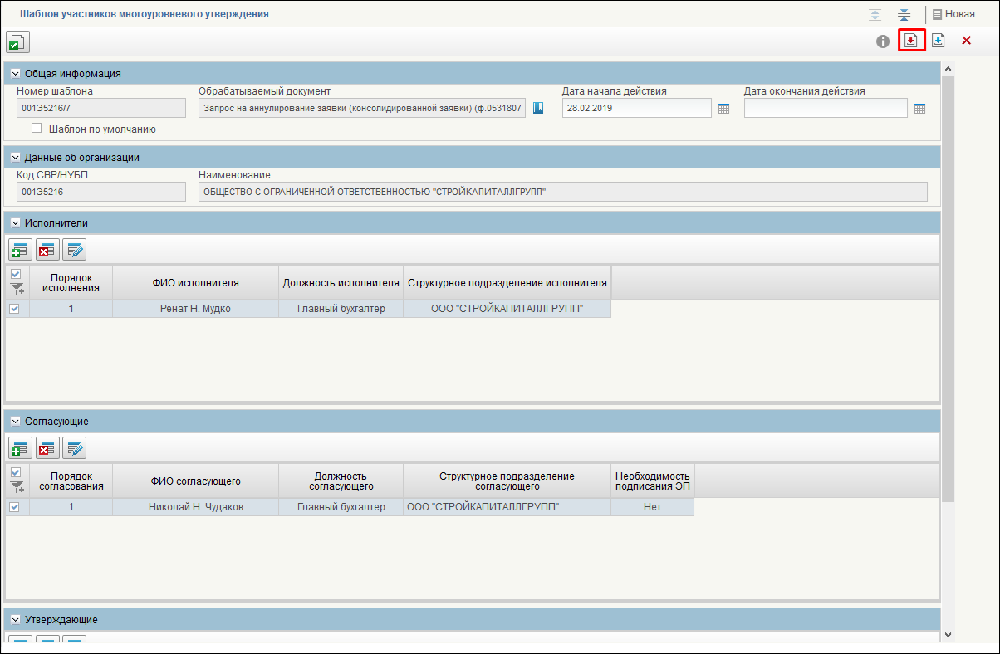 Шаблон участников многоуровневого утверждения
Новая
Общая информация
Номер шаблона
Обрабатываемый документ
Дата начала действия
Дата окончания действия
001Э5216/7
Запрос на аннулирование заявки (консолидированной заявки) (ф.0531807
28.02.2019
Шаблон по умолчанию
Данные об организации
Код СВР/НУБП
Наименование
001Э5216
ОБЩЕСТВО С ОГРАНИЧЕННОЙ ОТВЕТСТВЕННОСТЬЮ "СТРОЙКАПИТАЛЛГРУПП"
Исполнители
Порядок
исполнения
ФИО исполнителя
Должность исполнителя
Структурное подразделение исполнителя
1
Ренат Н. Мудко
Главный бухгалтер
ООО "СТРОЙКАПИТАЛЛГРУПП"
Согласующие
Порядок
согласования
ФИО согласующего
Должность
согласующего
Структурное подразделение
согласующего
Необходимость
подписания ЭП
1
Николай Н. Чудаков
Главный бухгалтер
ООО "СТРОЙКАПИТАЛЛГРУПП"
Нет
Утверждающие